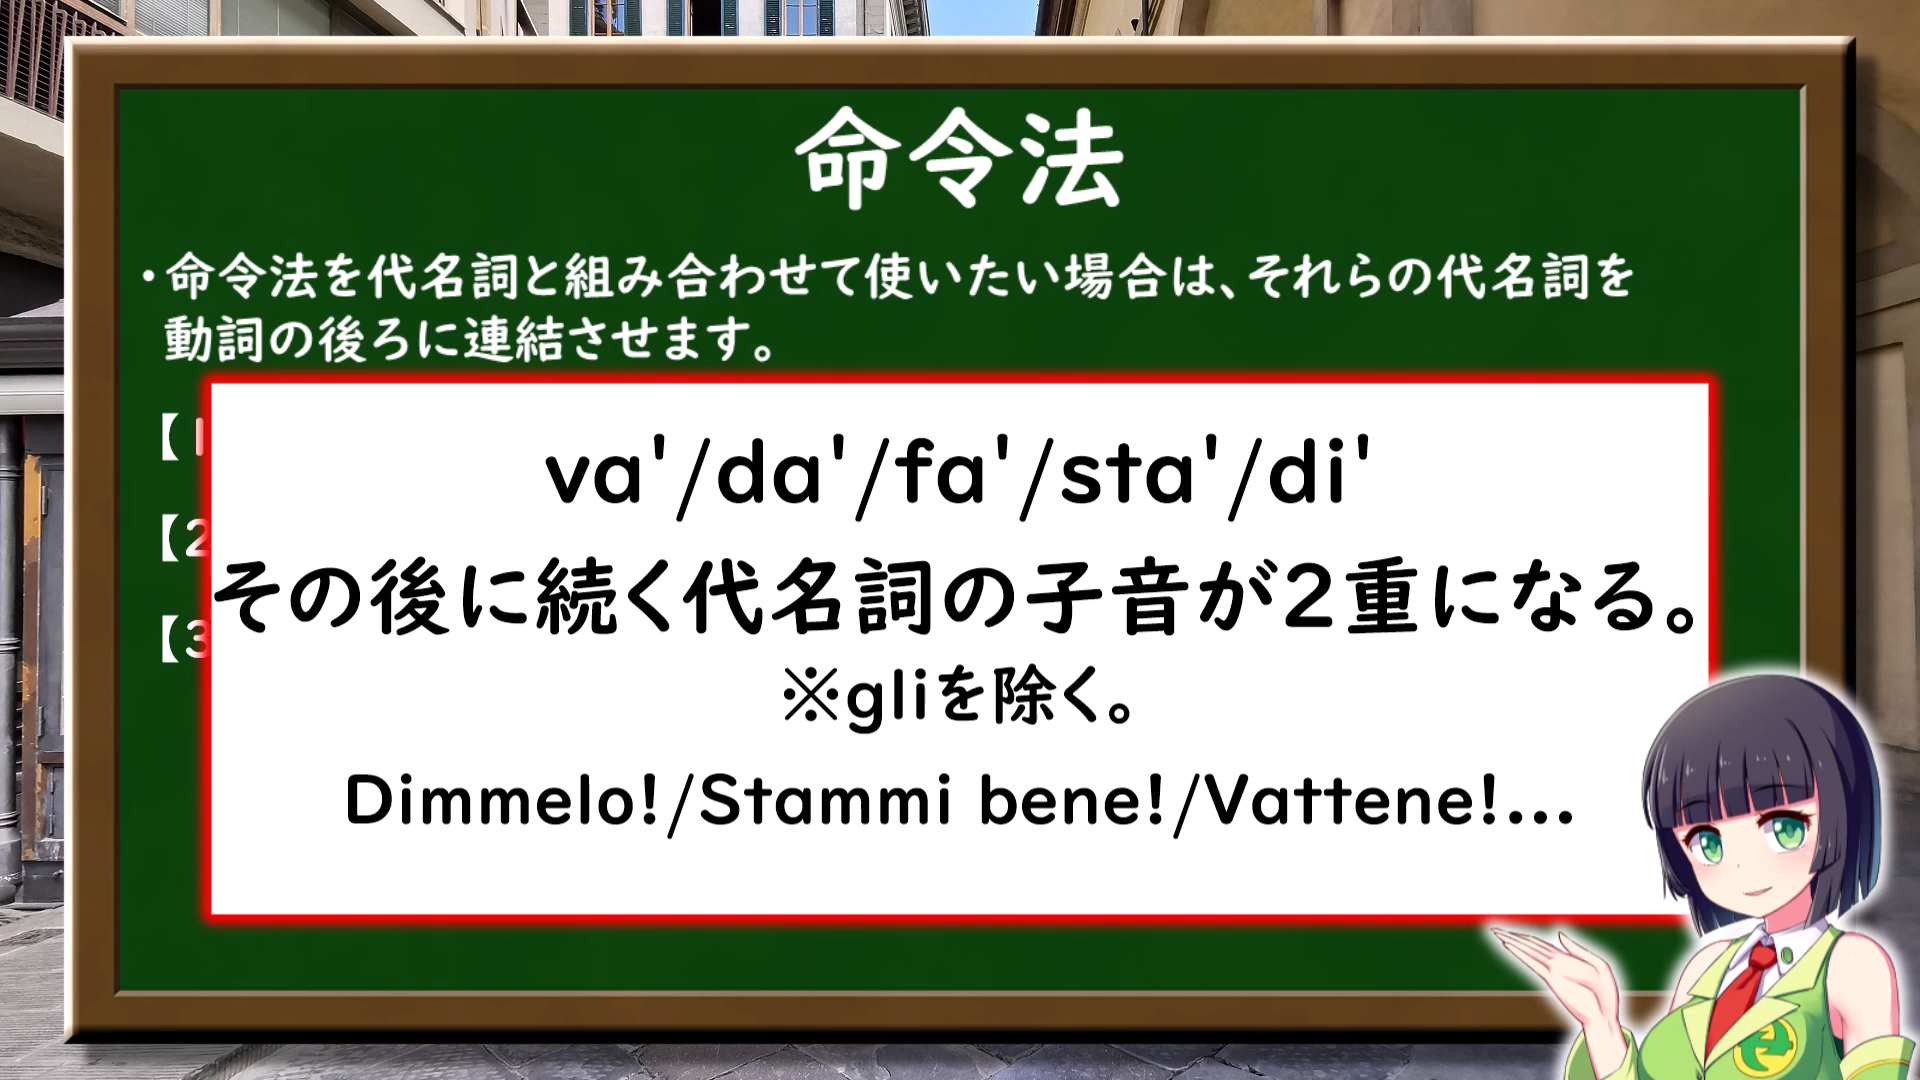 命令法
・命令法を代名詞と組み合わせて使いたい場合は、それらの代名詞を
動詞の後ろに連結させます。
【1
【2
【3
va'/da'/fa'/sta'/di'
その後に続く代名詞の子音が2重になる。
※gliを除く。
Dimmelo!/Stammi bene!/Vattene!...